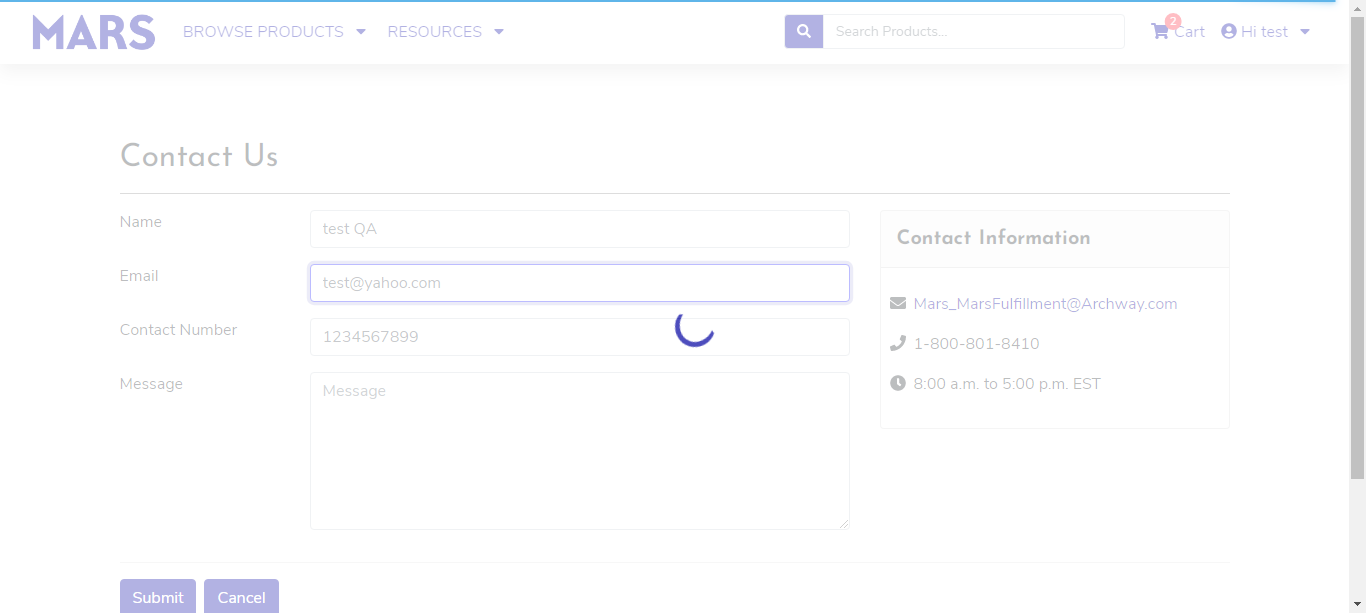 MARS BROWSE PRODUCTS RESOURCES Search Products... 2 Cart Hi test
Contact Us
Name test QA
Email test@yahoo.com
Contact Number 1234567899
Message Message
Contact Information
Mars_MarsFulfillment@Archway.com
1-800-801-8410
8:00 a.m. to 5:00 p.m. EST
Submit Cancel